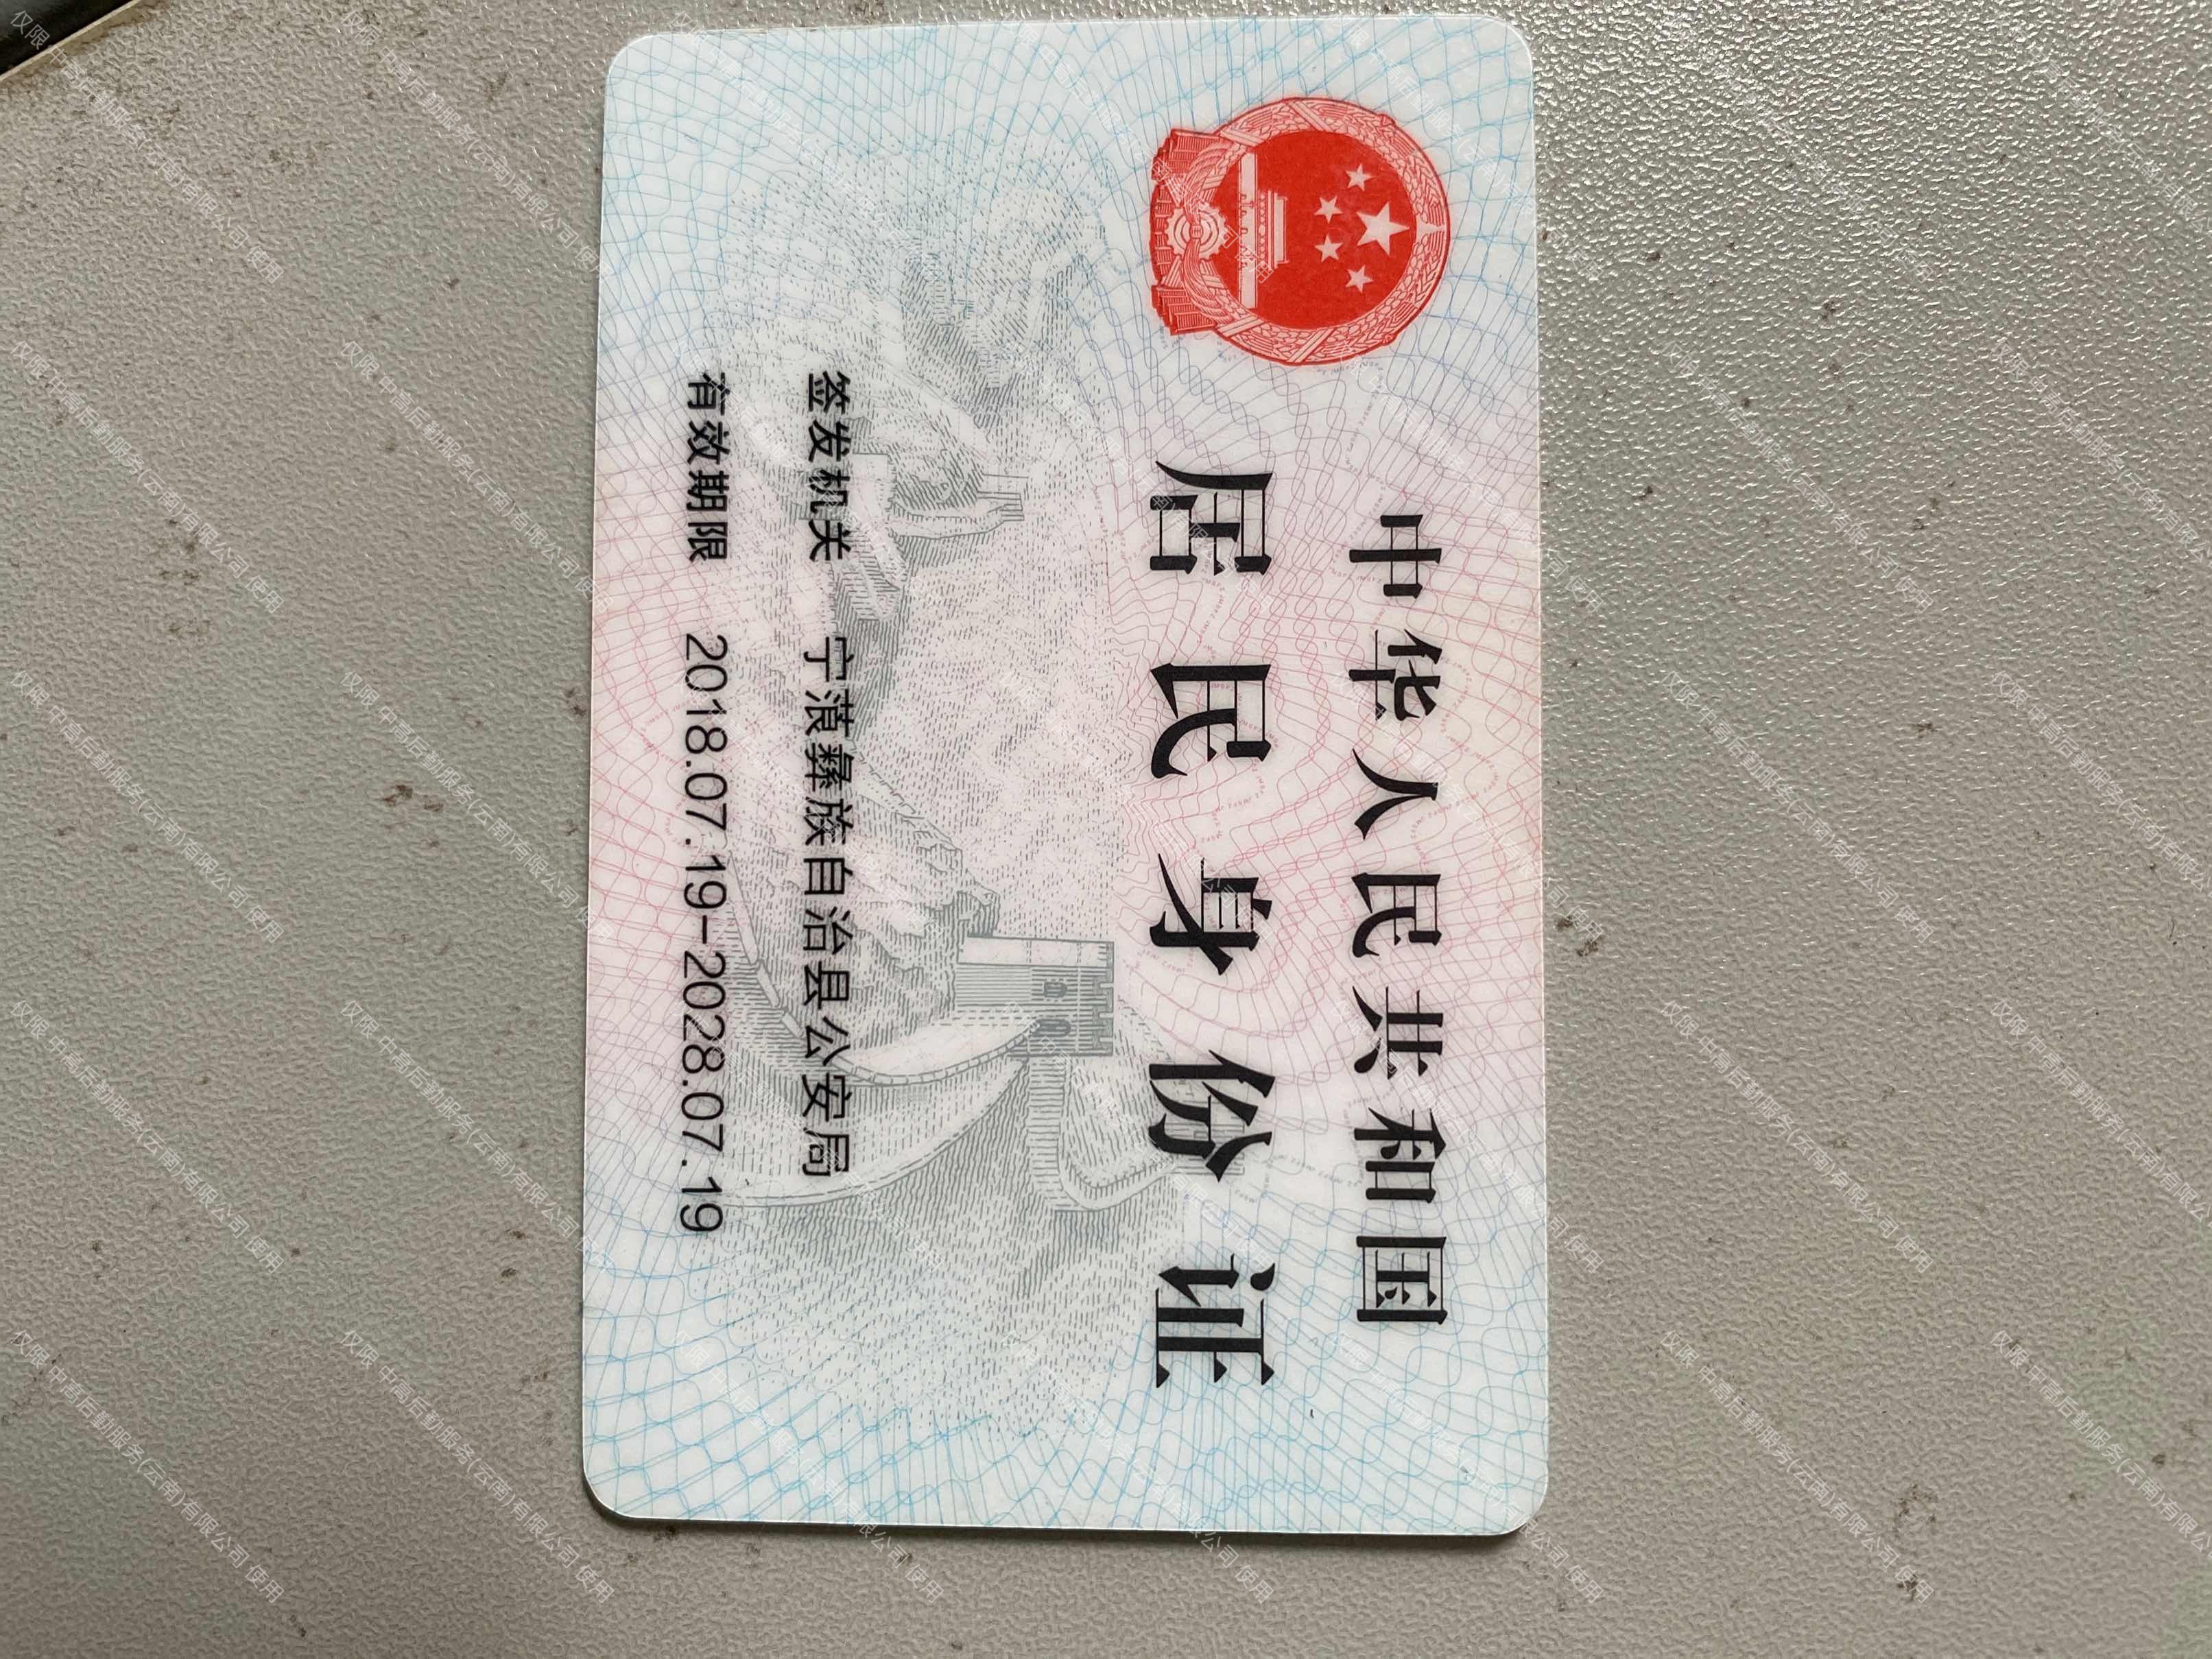 中华人民共和国
居民身份证
签发机关 宁蒗彝族自治县公安局
有效期限 2018.07.19-2028.07.19
仅限 中高后勤服务(云南)有限公司 使用